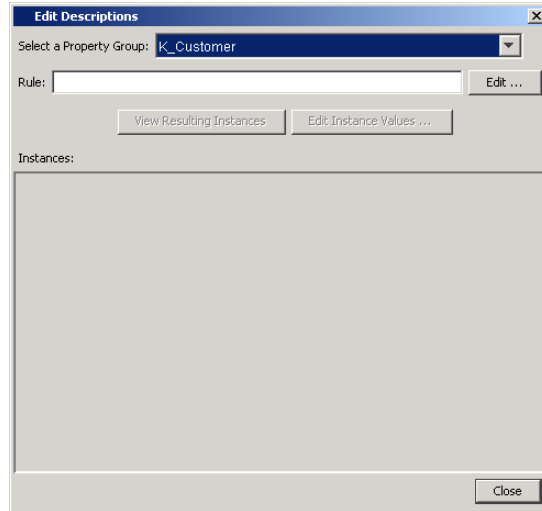 Edit Descriptions
Select a Property Group: K_Customer
Rule: Edit ...
View Resulting Instances Edit Instance Values ...
Instances:
Close